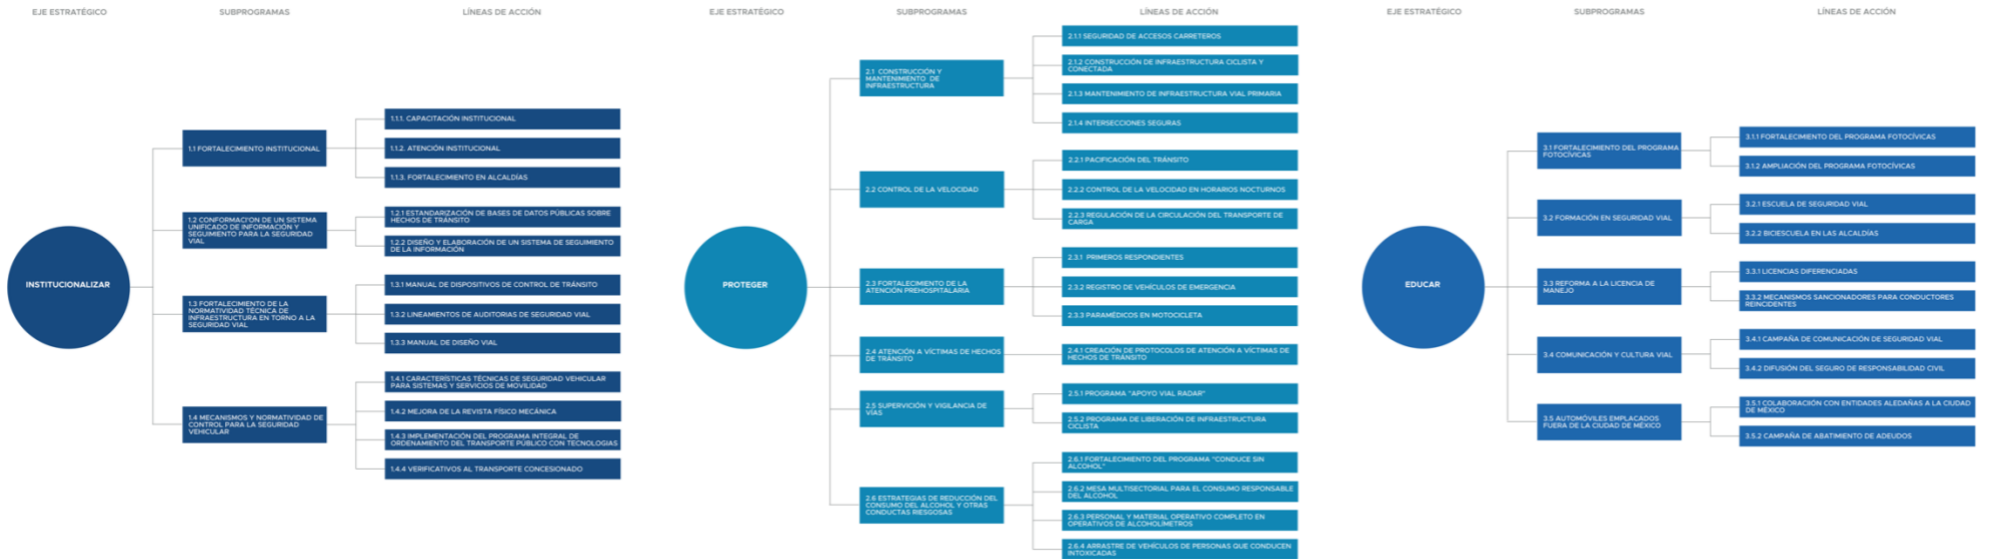 EJE ESTRATÉGICO
SUBPROGRAMAS
LÍNEAS DE ACCIÓN
INSTITUCIONALIZAR
1.1 FORTALECIMIENTO INSTITUCIONAL
1.1.1. CAPACITACIÓN INSTITUCIONAL
1.1.2. ATENCIÓN INSTITUCIONAL
1.1.3. FORTALECIMIENTO EN ALCALDÍAS
1.2 CONFORMACI'ON DE UN SISTEMA
UNIFICADO DE INFORMACIÓN Y
SEGUIMIENTO PARA LA SEGURIDAD
VIAL
1.2.1 ESTANDARIZACIÓN DE BASES DE DATOS PÚBLICAS SOBRE
HECHOS DE TRÁNSITO
1.2.2 DISEÑO Y ELABORACIÓN DE UN SISTEMA DE SEGUIMIENTO
DE LA INFORMACIÓN
1.3 FORTALECIMIENTO DE LA
NORMATIVIDAD TÉCNICA DE
INFRAESTRUCTURA EN TORNO A LA
SEGURIDAD VIAL
1.3.1 MANUAL DE DISPOSITIVOS DE CONTROL DE TRÁNSITO
1.3.2 LINEAMIENTOS DE AUDITORIAS DE SEGURIDAD VIAL
1.3.3 MANUAL DE DISEÑO VIAL
1.4 MECANISMOS Y NORMATIVIDAD DE
CONTROL PARA LA SEGURIDAD
VEHICULAR
1.4.1 CARACTERÍSTICAS TÉCNICAS DE SEGURIDAD VEHICULAR
PARA SISTEMAS Y SERVICIOS DE MOVILIDAD
1.4.2 MEJORA DE LA REVISTA FÍSICO MECÁNICA
1.4.3 IMPLEMENTACIÓN DEL PROGRAMA INTEGRAL DE
ORDENAMIENTO DEL TRANSPORTE PÚBLICO CON TECNOLOGIAS
1.4.4 VERIFICATIVOS AL TRANSPORTE CONCESIONADO
EJE ESTRATÉGICO
SUBPROGRAMAS
LÍNEAS DE ACCIÓN
PROTEGER
2.1 CONSTRUCCIÓN Y
MANTENIMIENTO DE
INFRAESTRUCTURA
2.1.1 SEGURIDAD DE ACCESOS CARRETEROS
2.1.2 CONSTRUCCIÓN DE INFRAESTRUCTURA CICLISTA Y
CONECTADA
2.1.3 MANTENIMIENTO DE INFRAESTRUCTURA VIAL PRIMARIA
2.1.4 INTERSECCIONES SEGURAS
2.2 CONTROL DE LA VELOCIDAD
2.2.1 PACIFICACIÓN DEL TRÁNSITO
2.2.2 CONTROL DE LA VELOCIDAD EN HORARIOS NOCTURNOS
2.2.3 REGULACIÓN DE LA CIRCULACIÓN DEL TRANSPORTE DE
CARGA
2.3 FORTALECIMIENTO DE LA
ATENCIÓN PREHOSPITALARIA
2.3.1 PRIMEROS RESPONDIENTES
2.3.2 REGISTRO DE VEHÍCULOS DE EMERGENCIA
2.3.3 PARAMÉDICOS EN MOTOCICLETA
2.4 ATENCIÓN A VÍCTIMAS DE HECHOS
DE TRÁNSITO
2.4.1 CREACIÓN DE PROTOCOLOS DE ATENCIÓN A VÍCTIMAS DE
HECHOS DE TRÁNSITO
2.5 SUPERVISIÓN Y VIGILANCIA DE
VÍAS
2.5.1 PROGRAMA "APOYO VIAL RADAR"
2.5.2 PROGRAMA DE LIBERACIÓN DE INFRAESTRUCTURA
CICLISTA
2.6 ESTRATEGIAS DE REDUCCIÓN DEL
CONSUMO DEL ALCOHOL Y OTRAS
CONDUCTAS RIESGOSAS
2.6.1 FORTALECIMIENTO DEL PROGRAMA "CONDUCE SIN
ALCOHOL"
2.6.2 MESA MULTISECTORIAL PARA EL CONSUMO RESPONSABLE
DEL ALCOHOL
2.6.3 PERSONAL Y MATERIAL OPERATIVO COMPLETO EN
OPERATIVOS DE ALCOHOLÍMETROS
2.6.4 ARRASTRE DE VEHÍCULOS DE PERSONAS QUE CONDUCEN
INTOXICADAS
EJE ESTRATÉGICO
SUBPROGRAMAS
LÍNEAS DE ACCIÓN
EDUCAR
3.1 FORTALECIMIENTO DEL PROGRAMA
FOTOCÍVICAS
3.1.1 FORTALECIMIENTO DEL PROGRAMA FOTOCÍVICAS
3.1.2 AMPLIACIÓN DEL PROGRAMA FOTOCÍVICAS
3.2 FORMACIÓN EN SEGURIDAD VIAL
3.2.1 ESCUELA DE SEGURIDAD VIAL
3.2.2 BICIESCUELA EN LAS ALCALDÍAS
3.3 REFORMA A LA LICENCIA DE
MANEJO
3.3.1 LICENCIAS DIFERENCIADAS
3.3.2 MECANISMOS SANCIONADORES PARA CONDUCTORES
REINCIDENTES
3.4 COMUNICACIÓN Y CULTURA VIAL
3.4.1 CAMPAÑA DE COMUNICACIÓN DE SEGURIDAD VIAL
3.4.2 DIFUSIÓN DEL SEGURO DE RESPONSABILIDAD CIVIL
3.5 AUTOMÓVILES EMPLACADOS
FUERA DE LA CIUDAD DE MÉXICO
3.5.1 COLABORACIÓN CON ENTIDADES ALEDAÑAS A LA CIUDAD
DE MÉXICO
3.5.2 CAMPAÑA DE ABATIMIENTO DE ADEUDOS